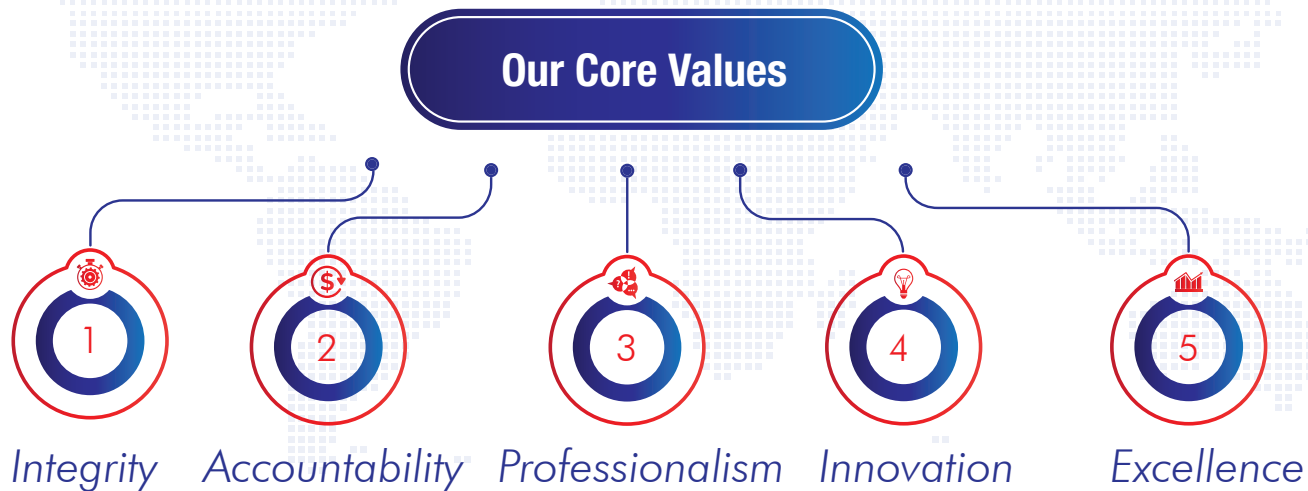 Our Core Values
1 2 3 4 5
Integrity Accountability Professionalism Innovation Excellence